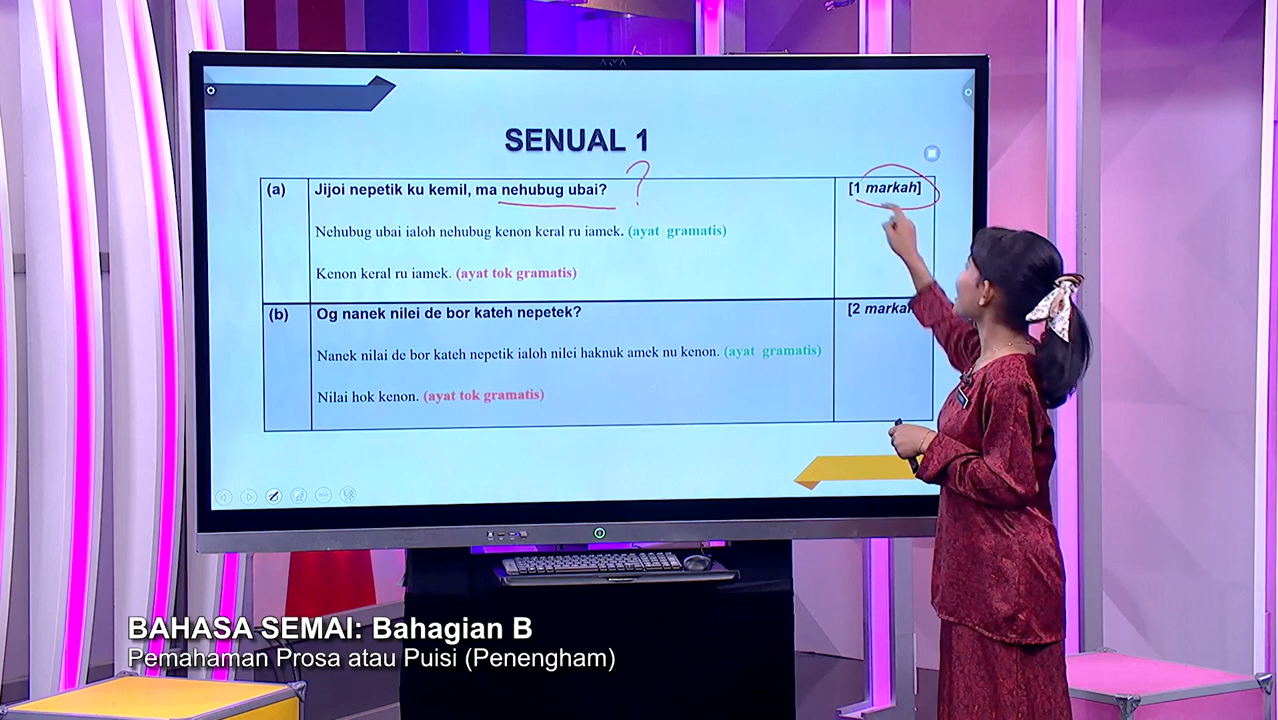 SENUAL 1
(a) Jijoi nepetik ku kemil, ma nehubug ubai? ? [1 markah]
Nehubug ubai ialoh nehubug kenon keral ru iamek. (ayat gramatis)
Kenon keral ru iamek. (ayat tok gramatis)
(b) Og nanek nilei de bor kateh nepetek? [2 markah
Nanek nilai de bor kateh nepetik ialoh nilei haknuk amek nu kenon. (ayat gramatis)
Nilai hok kenon. (ayat tok gramatis)
BAHASA SEMAI: Bahagian B
Pemahaman Prosa atau Puisi (Penengham)